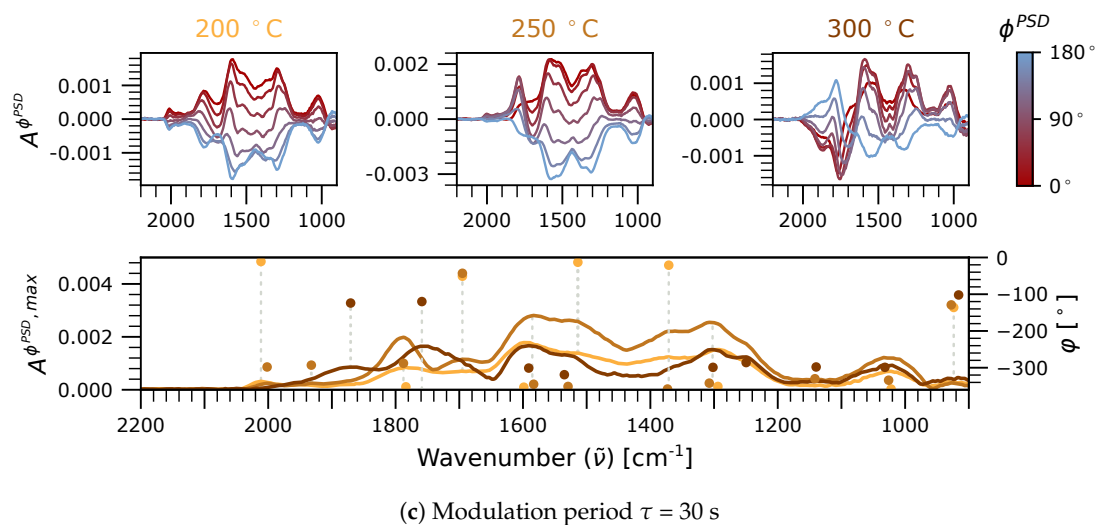 200 °C 250 °C 300 °C ϕ^PSD
0.001 0.000 -0.001
A^ϕ^PSD
2000 1500 1000
0.002 0.000 -0.003
2000 1500 1000
0.001 0.000 -0.001
2000 1500 1000
180° 90° 0°
0.004 0.002 0.000
A^ϕ^PSD, max
0 −100 −200 −300
φ [°]
2200 2000 1800 1600 1400 1200 1000
Wavenumber (ν̃) [cm⁻¹]
(c) Modulation period τ = 30 s